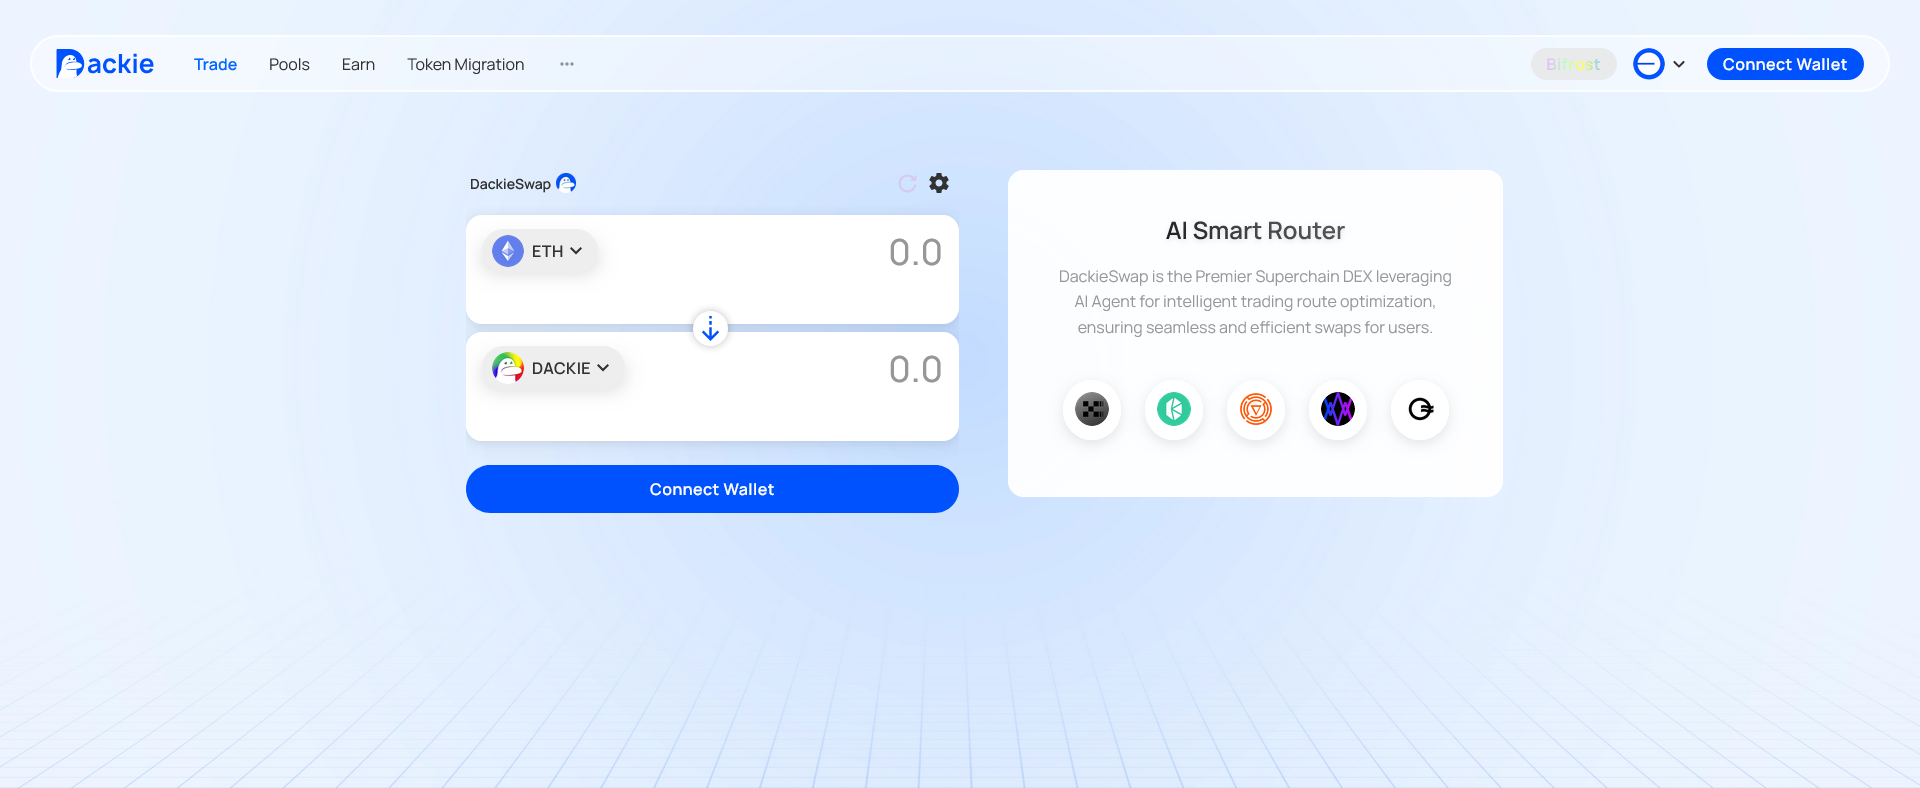 Dackie
Trade
Pools
Earn
Token Migration
Bifrost
Connect Wallet
DackieSwap
ETH
0.0
DACKIE
0.0
Connect Wallet
AI Smart Router
DackieSwap is the Premier Superchain DEX leveraging
AI Agent for intelligent trading route optimization,
ensuring seamless and efficient swaps for users.